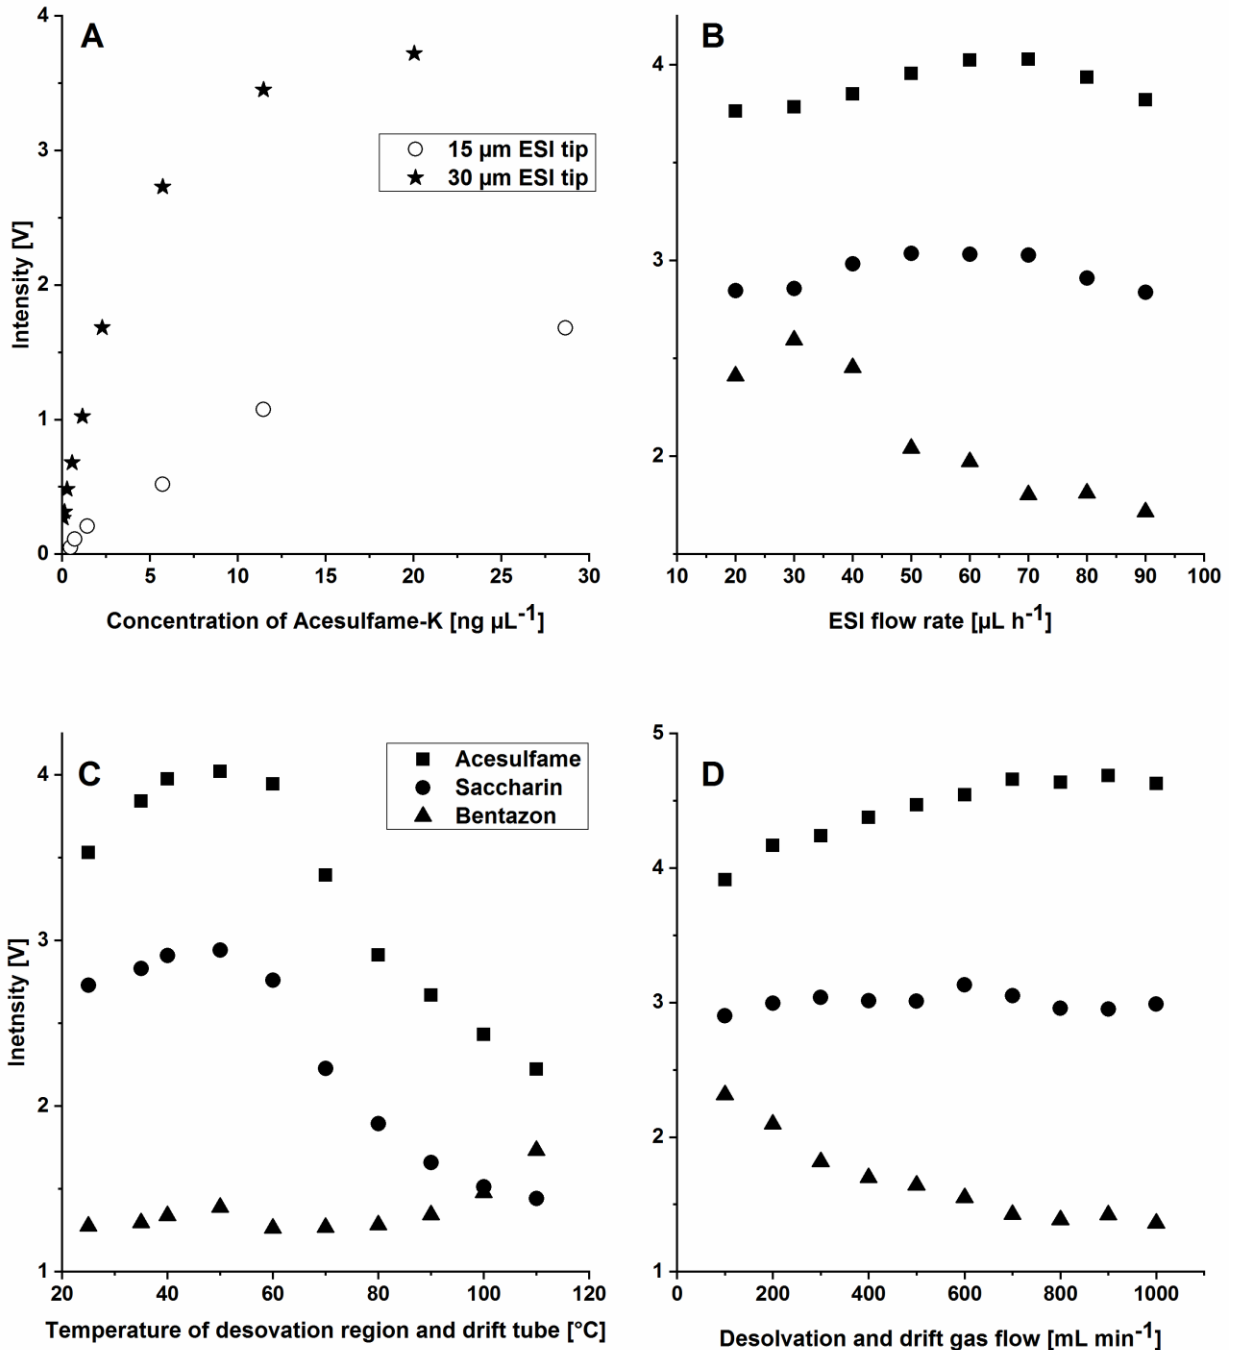 A
4
3
2
1
0
Intensity [V]
15 µm ESI tip
30 µm ESI tip
0 5 10 15 20 25 30
Concentration of Acesulfame-K [ng µL-1]
B
4
3
2
10 20 30 40 50 60 70 80 90 100
ESI flow rate [µL h-1]
C
4
3
2
1
Inetnsity [V]
Acesulfame
Saccharin
Bentazon
20 40 60 80 100 120
Temperature of desovation region and drift tube [°C]
D
5
4
3
2
1
0 200 400 600 800 1000
Desolvation and drift gas flow [mL min-1]